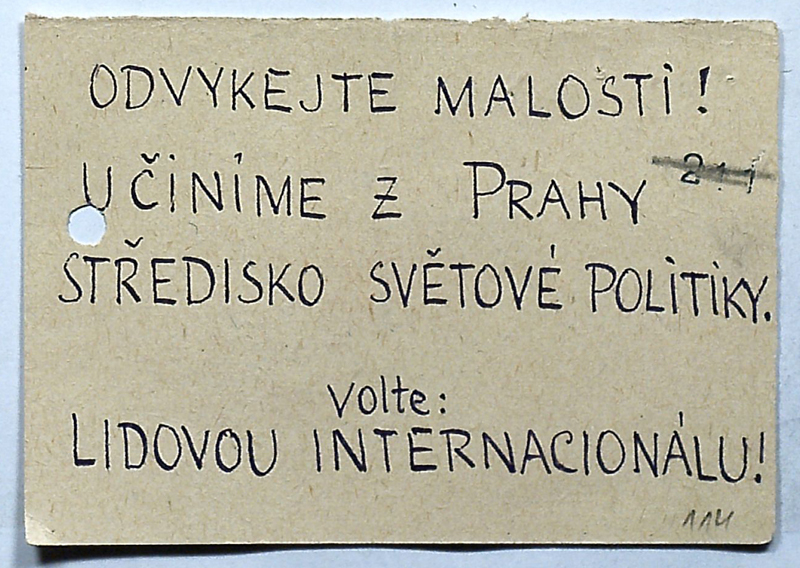 ODVYKEJTE MALOSTI!
UČINÍME Z PRAHY
211
STŘEDISKO SVĚTOVÉ POLITIKY.
volte:
LIDOVOU INTERNACIONÁLU!
114